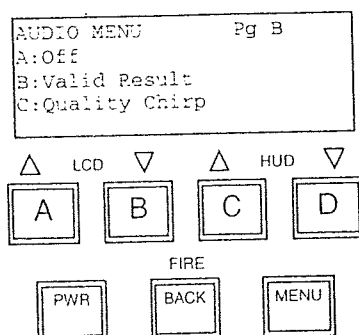 AUDIO MENU Pg B
A:Off
B:Valid Result
C:Quality Chirp
△ LCD ▽ △ HUD ▽
A B C D
FIRE
PWR BACK MENU